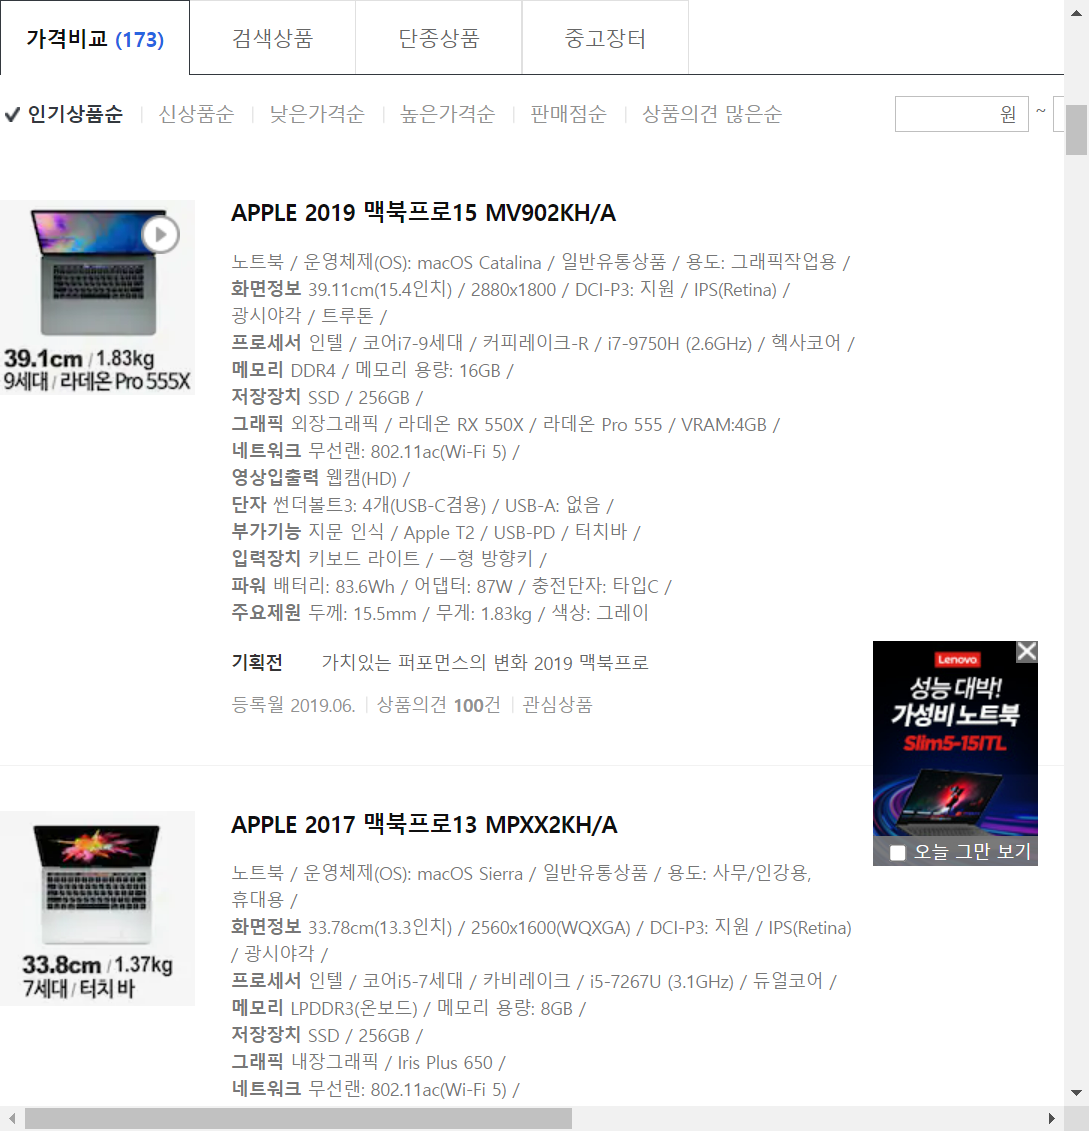 가격비교 (173) 검색상품 단종상품 중고장터
인기상품순 신상품순 낮은가격순 높은가격순 판매점순 상품의견 많은순 원 ~
APPLE 2019 맥북프로15 MV902KH/A
노트북 / 운영체제(OS): macOS Catalina / 일반유통상품 / 용도: 그래픽작업용 /
화면정보 39.11cm(15.4인치) / 2880x1800 / DCI-P3: 지원 / IPS(Retina) /
광시야각 / 트루톤 /
프로세서 인텔 / 코어i7-9세대 / 커피레이크-R / i7-9750H (2.6GHz) / 헥사코어 /
39.1cm / 1.83kg
9세대 / 라데온 Pro 555X
메모리 DDR4 / 메모리 용량: 16GB /
저장장치 SSD / 256GB /
그래픽 외장그래픽 / 라데온 RX 550X / 라데온 Pro 555 / VRAM:4GB /
네트워크 무선랜: 802.11ac(Wi-Fi 5) /
영상입출력 웹캠(HD) /
단자 썬더볼트3: 4개(USB-C겸용) / USB-A: 없음 /
부가기능 지문 인식 / Apple T2 / USB-PD / 터치바 /
입력장치 키보드 라이트 / ㅡ형 방향키 /
파워 배터리: 83.6Wh / 어댑터: 87W / 충전단자: 타입C /
주요제원 두께: 15.5mm / 무게: 1.83kg / 색상: 그레이
기획전 가치있는 퍼포먼스의 변화 2019 맥북프로
등록월 2019.06. 상품의견 100건 관심상품
Lenovo
성능 대박!
가성비 노트북
Slim5-15ITL
오늘 그만 보기
APPLE 2017 맥북프로13 MPXX2KH/A
노트북 / 운영체제(OS): macOS Sierra / 일반유통상품 / 용도: 사무/인강용,
휴대용 /
화면정보 33.78cm(13.3인치) / 2560x1600(WQXGA) / DCI-P3: 지원 / IPS(Retina)
/ 광시야각 /
33.8cm / 1.37kg
7세대 / 터치 바
프로세서 인텔 / 코어i5-7세대 / 카비레이크 / i5-7267U (3.1GHz) / 듀얼코어 /
메모리 LPDDR3(온보드) / 메모리 용량: 8GB /
저장장치 SSD / 256GB /
그래픽 내장그래픽 / Iris Plus 650 /
네트워크 무선랜: 802.11ac(Wi-Fi 5) /